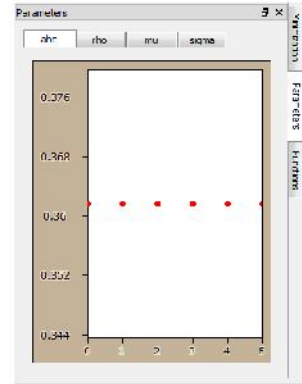 Parameters
rho mu sigma
0.376
0.368
0.36
0.352
0.344
0 1 2 3 4 5
Parameters
Functions